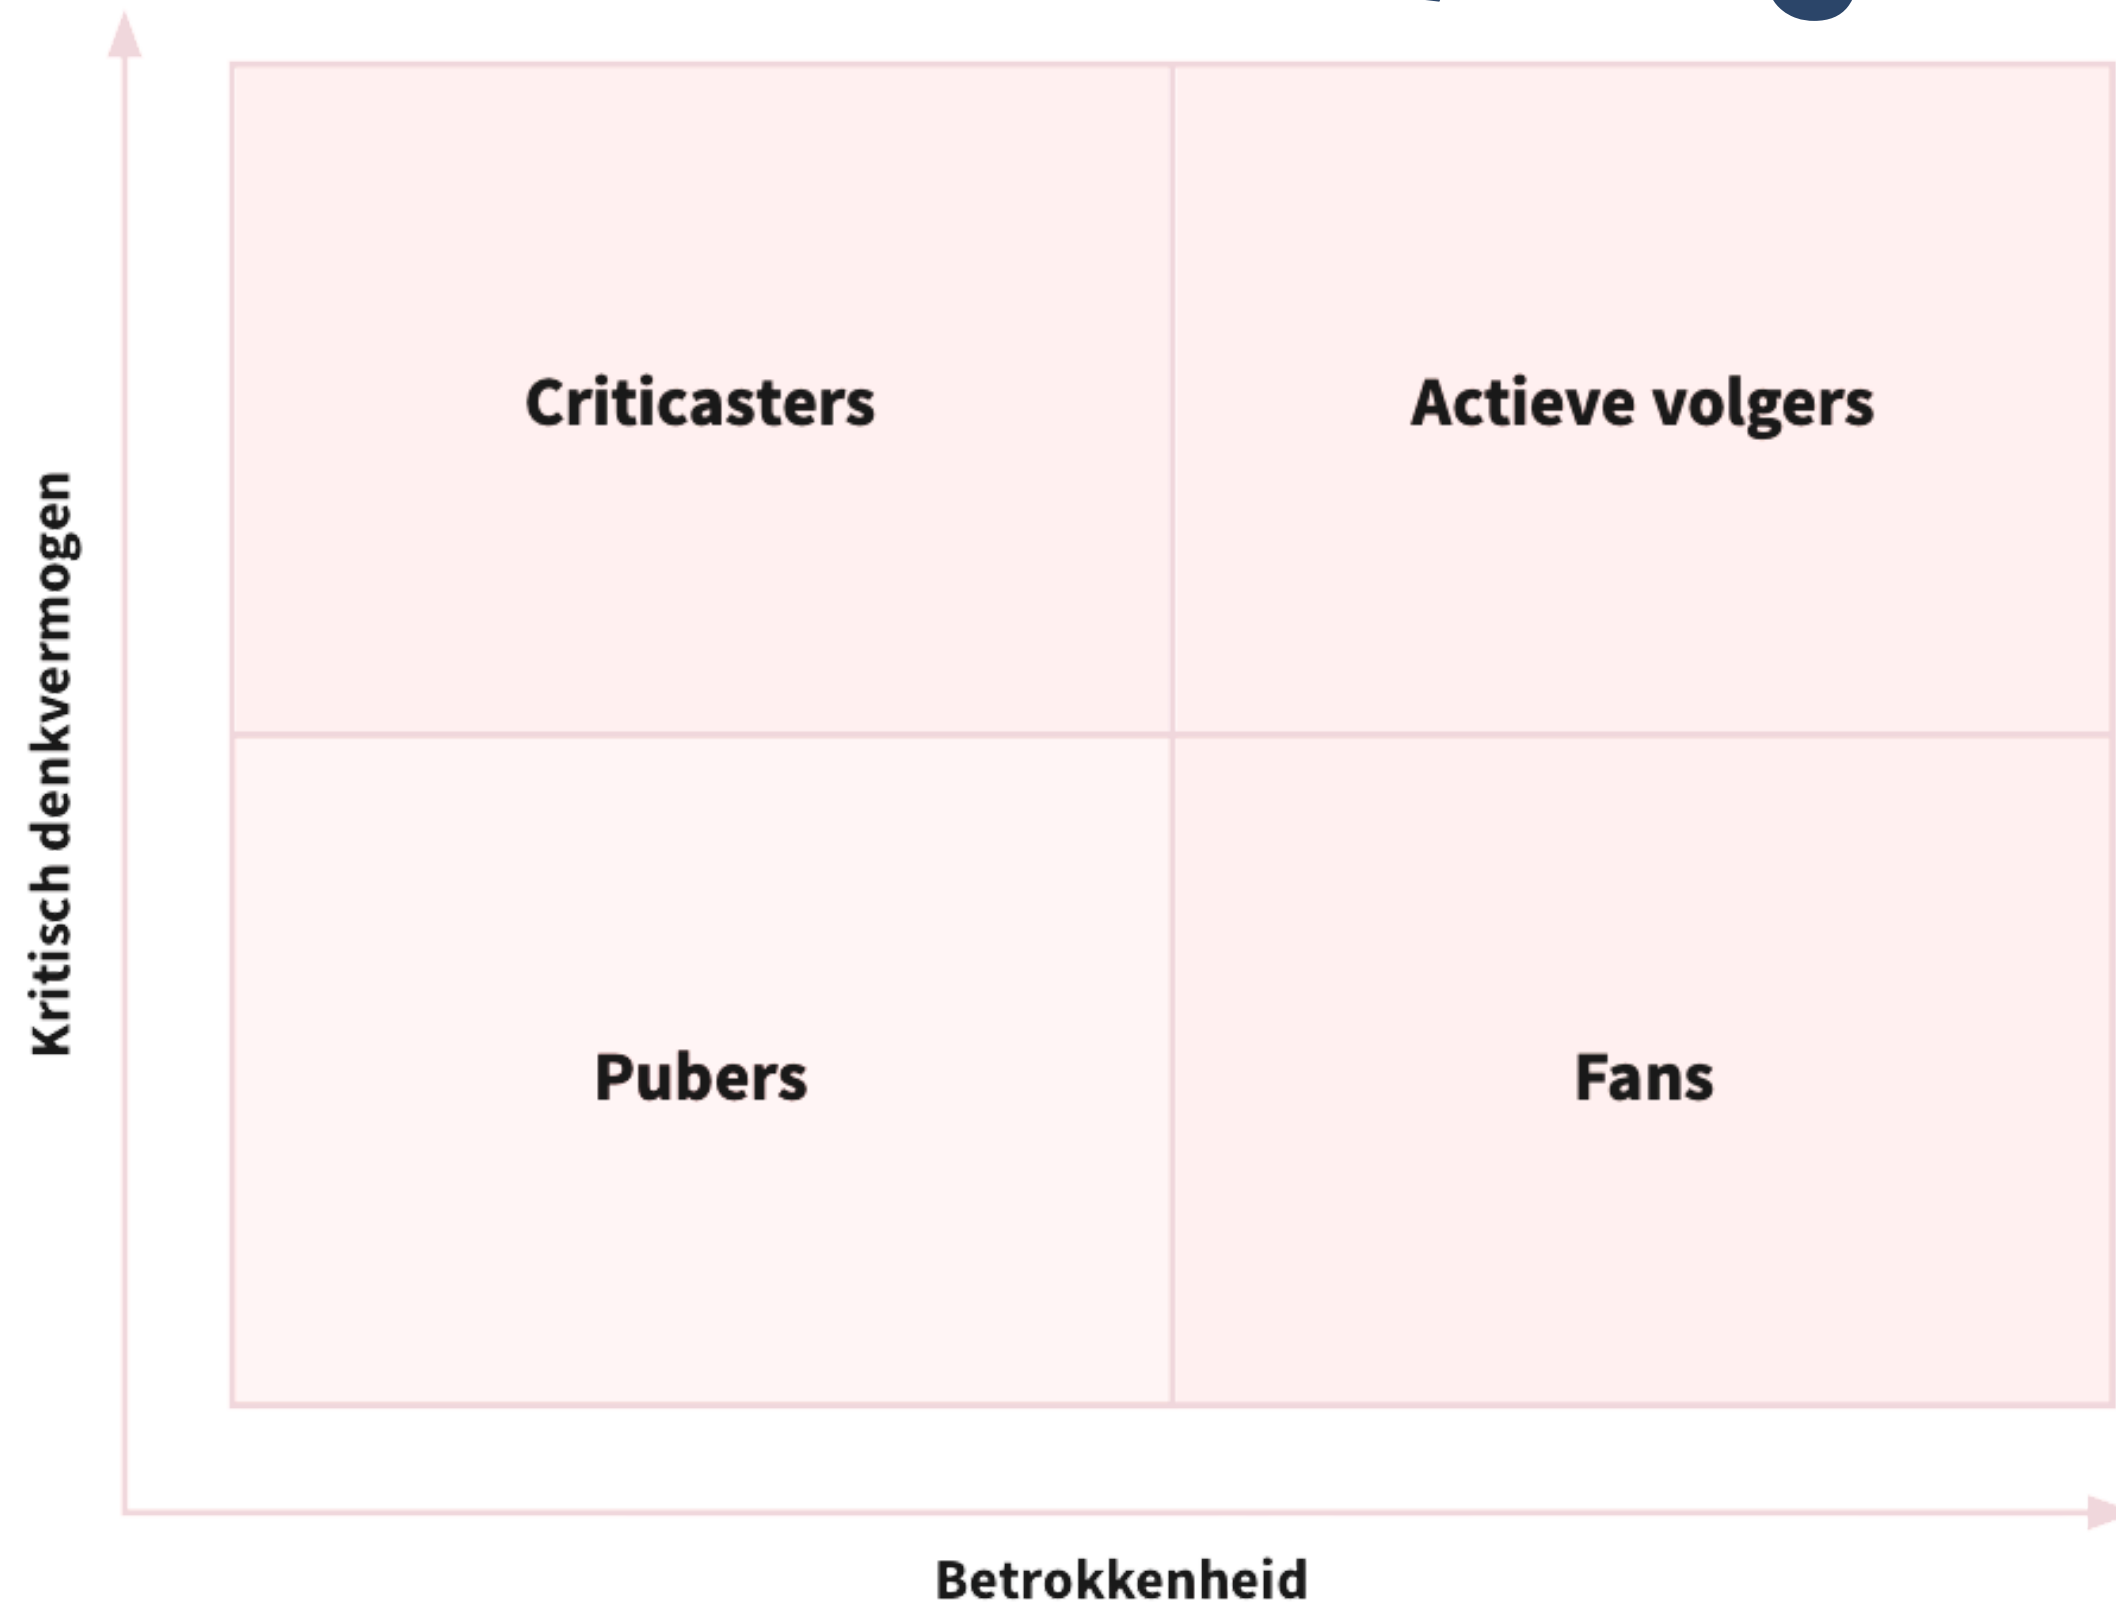 Criticasters
Actieve volgers
Kritisch denkvermogen
Pubers
Fans
Betrokkenheid